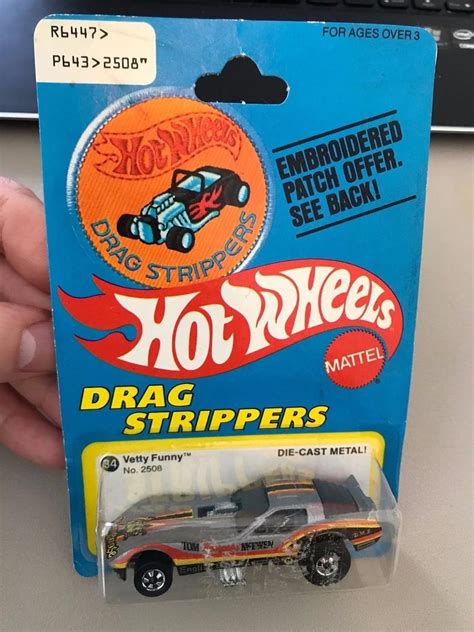 R6447>
P643>2508"
FOR AGES OVER 3
Hot Wheels
DRAG STRIPPERS
EMBROIDERED
PATCH OFFER.
SEE BACK!
Hot Wheels
MATTEL
DRAG
STRIPPERS
34 Vetty Funny™
No. 2508
DIE-CAST METAL!
TOM McEWEN